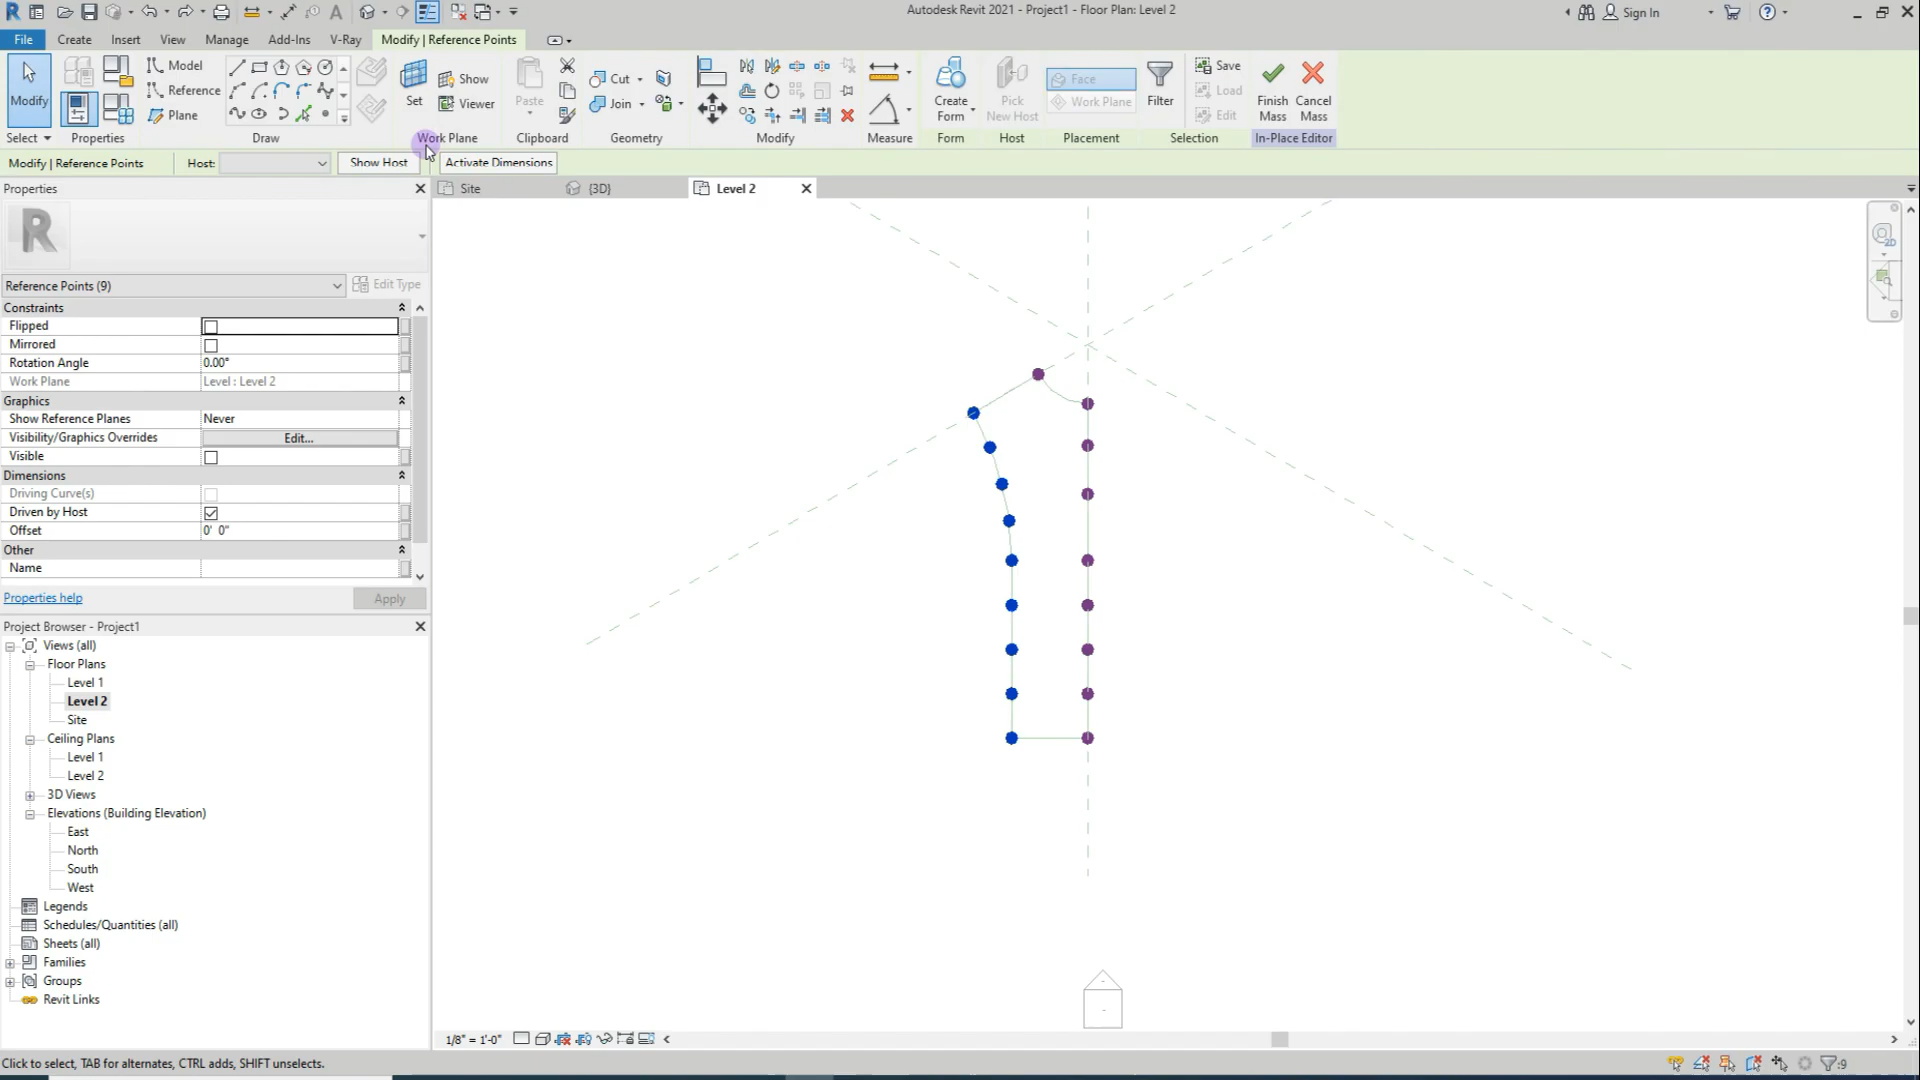 Autodesk Revit 2021 - Project1 - Floor Plan: Level 2
Sign In
File
Create
Insert
View
Manage
Add-Ins
V-Ray
Modify | Reference Points
Modify
Select
Properties
Model
Reference
Plane
Draw
Set
Show
Viewer
Work Plane
Paste
Clipboard
Cut
Join
Geometry
Modify
Measure
Create
Form
Form
Pick
New Host
Host
Face
Work Plane
Placement
Filter
Save
Load
Edit
Selection
Finish
Mass
Cancel
Mass
In-Place Editor
Modify | Reference Points
Host:
Show Host
Activate Dimensions
Properties
Site
{3D}
Level 2
R
Reference Points (9)
Edit Type
Constraints
Flipped
Mirrored
Rotation Angle 0.00°
Work Plane Level : Level 2
Graphics
Show Reference Planes Never
Visibility/Graphics Overrides Edit...
Visible
Dimensions
Driving Curve(s)
Driven by Host
Offset 0' 0"
Other
Name
Properties help
Apply
Project Browser - Project1
Views (all)
Floor Plans
Level 1
Level 2
Site
Ceiling Plans
Level 1
Level 2
3D Views
Elevations (Building Elevation)
East
North
South
West
Legends
Schedules/Quantities (all)
Sheets (all)
Families
Groups
Revit Links
2D
1/8" = 1'-0"
Click to select, TAB for alternates, CTRL adds, SHIFT unselects.
:9